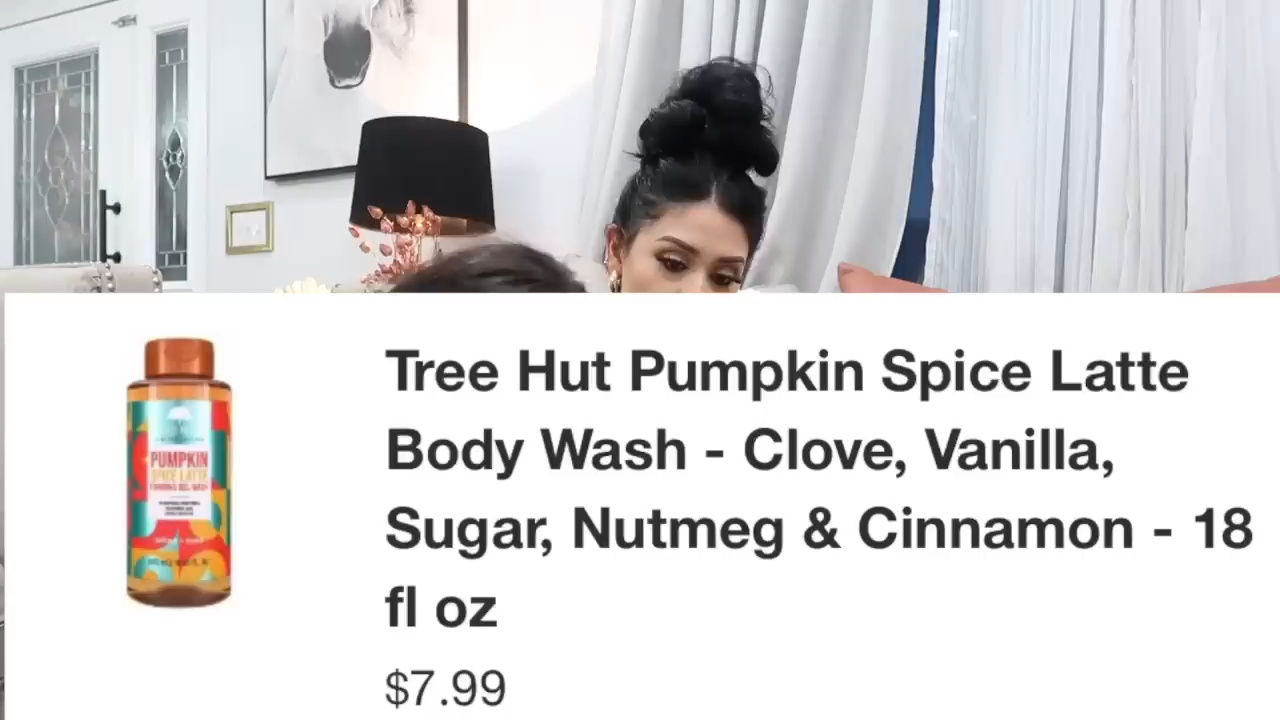 Tree Hut Pumpkin Spice Latte
Body Wash - Clove, Vanilla,
Sugar, Nutmeg & Cinnamon - 18
fl oz
$7.99
PUMPKIN
SPICE LATTE